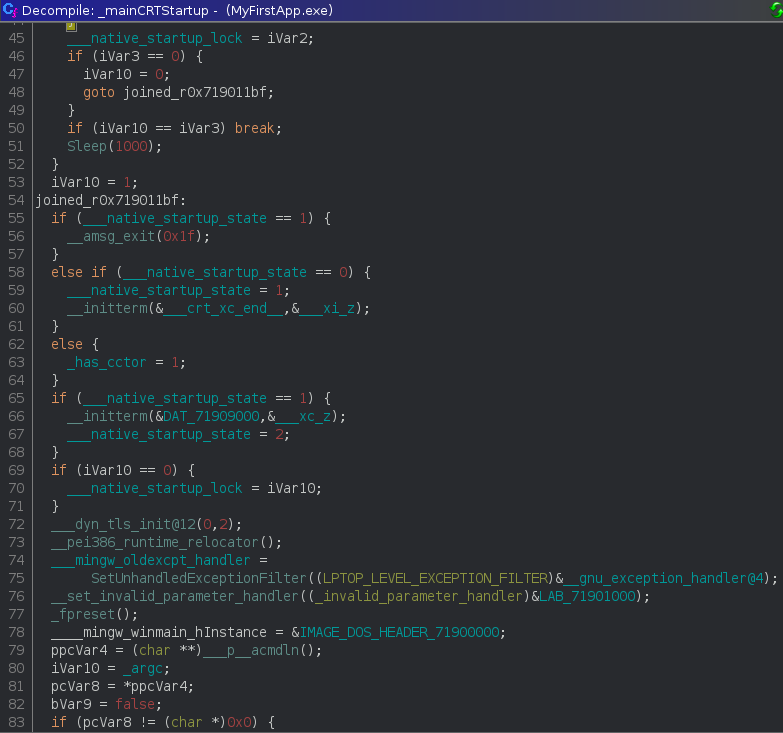 Decompile: _mainCRTStartup - (MyFirstApp.exe)
45 ___native_startup_lock = iVar2;
46 if (iVar3 == 0) {
47 iVar10 = 0;
48 goto joined_r0x719011bf;
49 }
50 if (iVar10 == iVar3) break;
51 Sleep(1000);
52 }
53 iVar10 = 1;
54 joined_r0x719011bf:
55 if (___native_startup_state == 1) {
56 __amsg_exit(0x1f);
57 }
58 else if (___native_startup_state == 0) {
59 ___native_startup_state = 1;
60 __initterm(&___crt_xc_end__,&___xi_z);
61 }
62 else {
63 _has_cctor = 1;
64 }
65 if (___native_startup_state == 1) {
66 __initterm(&DAT_71909000,&___xc_z);
67 ___native_startup_state = 2;
68 }
69 if (iVar10 == 0) {
70 ___native_startup_lock = iVar10;
71 }
72 ___dyn_tls_init@12(0,2);
73 __pei386_runtime_relocator();
74 ___mingw_oldexcpt_handler =
75 SetUnhandledExceptionFilter((LPTOP_LEVEL_EXCEPTION_FILTER)&__gnu_exception_handler@4);
76 __set_invalid_parameter_handler((_invalid_parameter_handler)&LAB_71901000);
77 _fpreset();
78 ____mingw_winmain_hInstance = &IMAGE_DOS_HEADER_71900000;
79 ppcVar4 = (char **)___p__acmdln();
80 iVar10 = _argc;
81 pcVar8 = *ppcVar4;
82 bVar9 = false;
83 if (pcVar8 != (char *)0x0) {